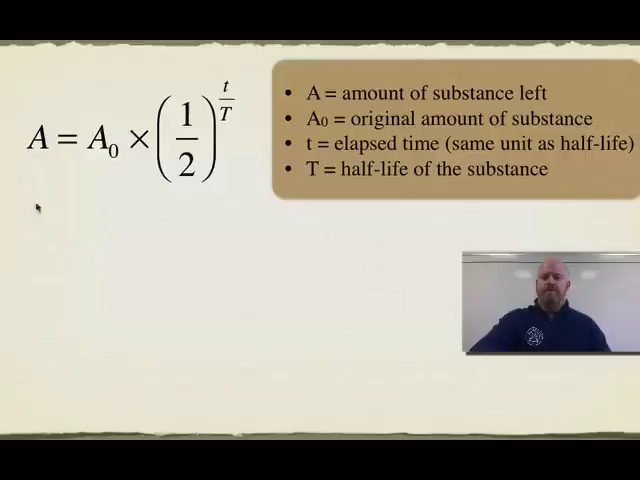 A = A₀ × (1/2)^(t/T)
• A = amount of substance left
• A₀ = original amount of substance
• t = elapsed time (same unit as half-life)
• T = half-life of the substance